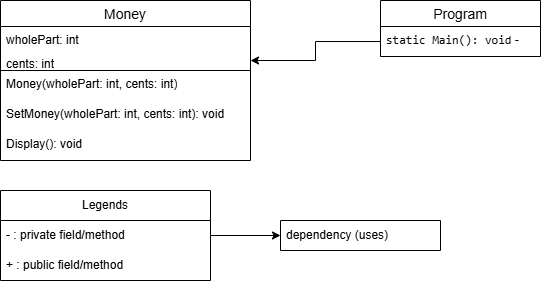 Money
wholePart: int
cents: int
Money(wholePart: int, cents: int)
SetMoney(wholePart: int, cents: int): void
Display(): void
Program
static Main(): void -
Legends
- : private field/method
+ : public field/method
dependency (uses)